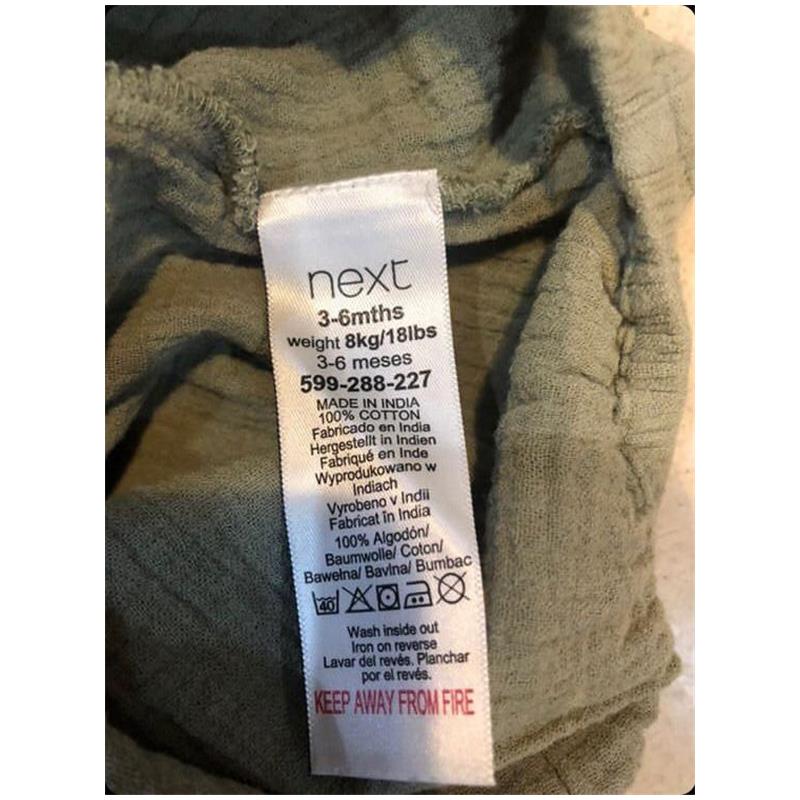 next
3-6mths
weight 8kg/18lbs
3-6 meses
599-288-227
MADE IN INDIA
100% COTTON
Fabricado en India
Hergestellt in Indien
Fabriqué en Inde
Wyprodukowano w
Indiach
Vyrobeno v Indii
Fabricat în India
100% Algodón/
Baumwolle/ Coton/
Bawełna/ Bavlna/ Bumbac
40
Wash inside out
Iron on reverse
Lavar del revés. Planchar
por el revés.
KEEP AWAY FROM FIRE